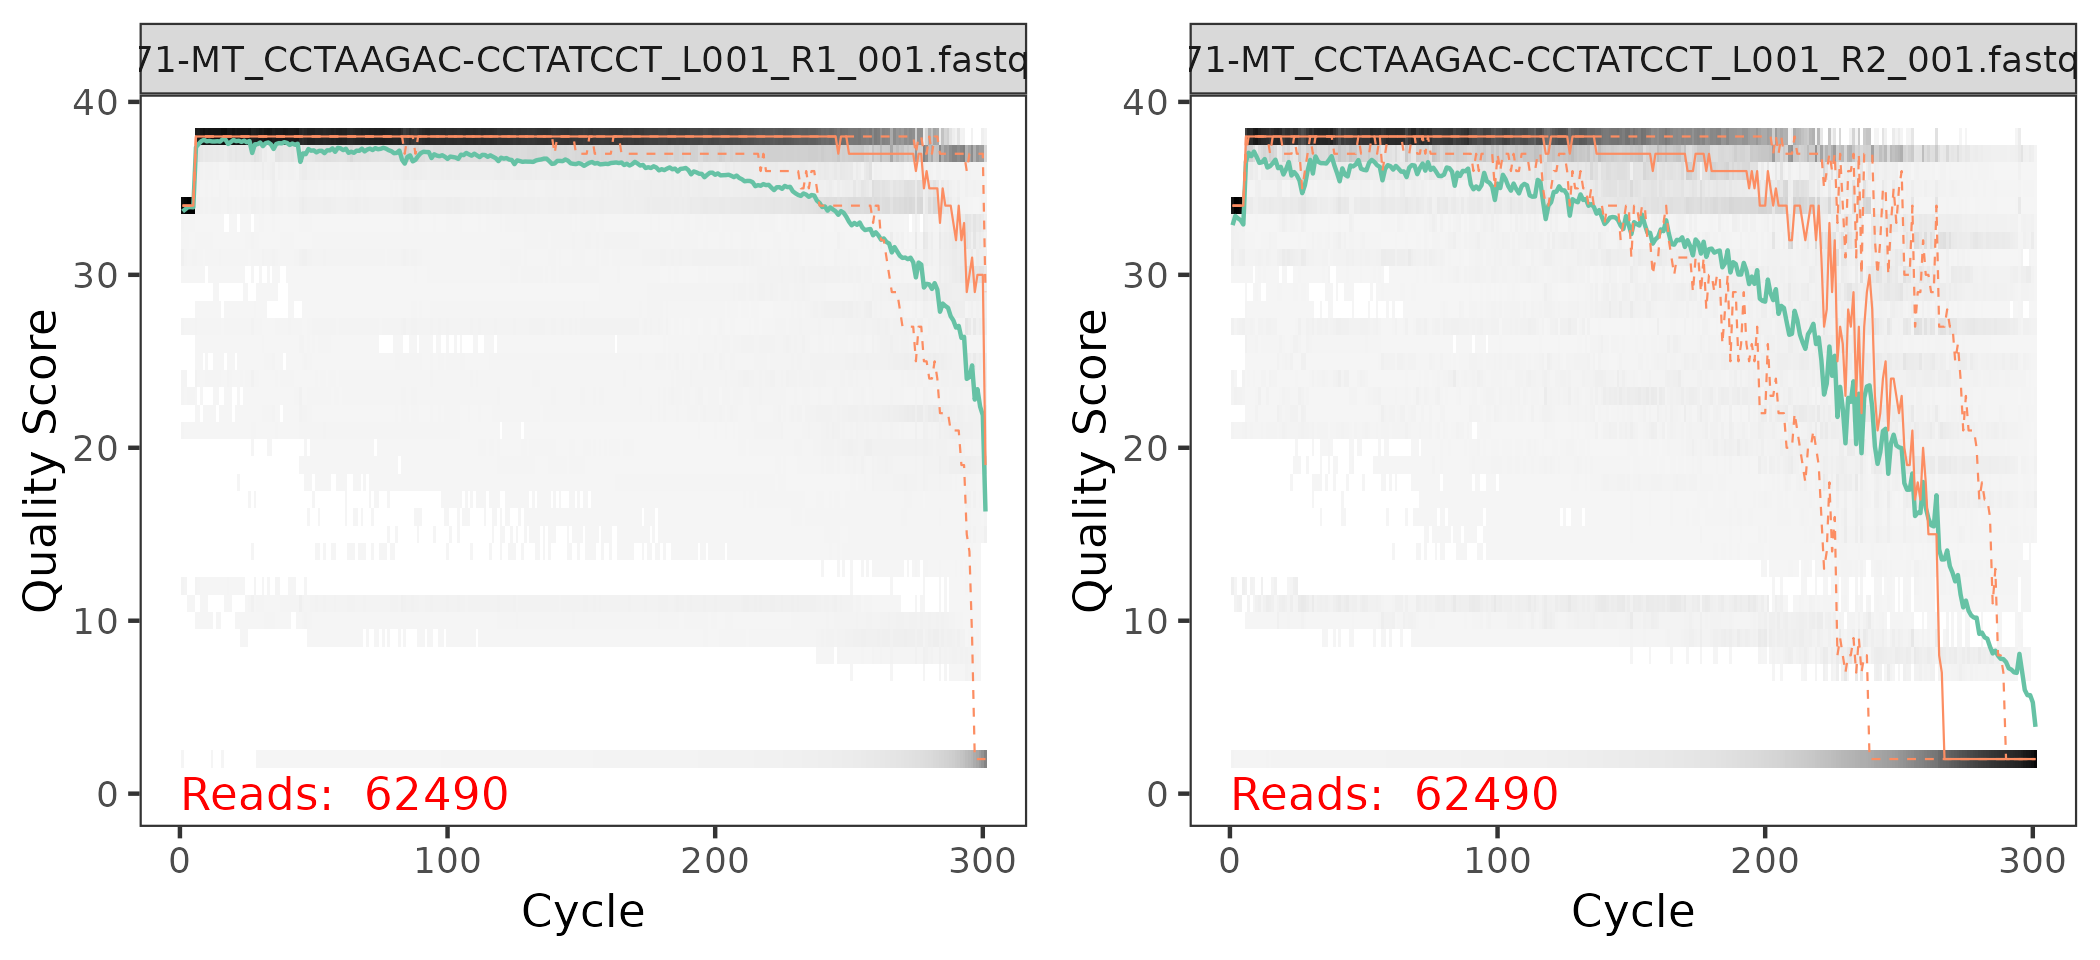 71-MT_CCTAAGAC-CCTATCCT_L001_R1_001.fastq
40
30
20
10
0
Quality Score
Reads: 62490
0 100 200 300
Cycle
71-MT_CCTAAGAC-CCTATCCT_L001_R2_001.fastq
40
30
20
10
0
Quality Score
Reads: 62490
0 100 200 300
Cycle